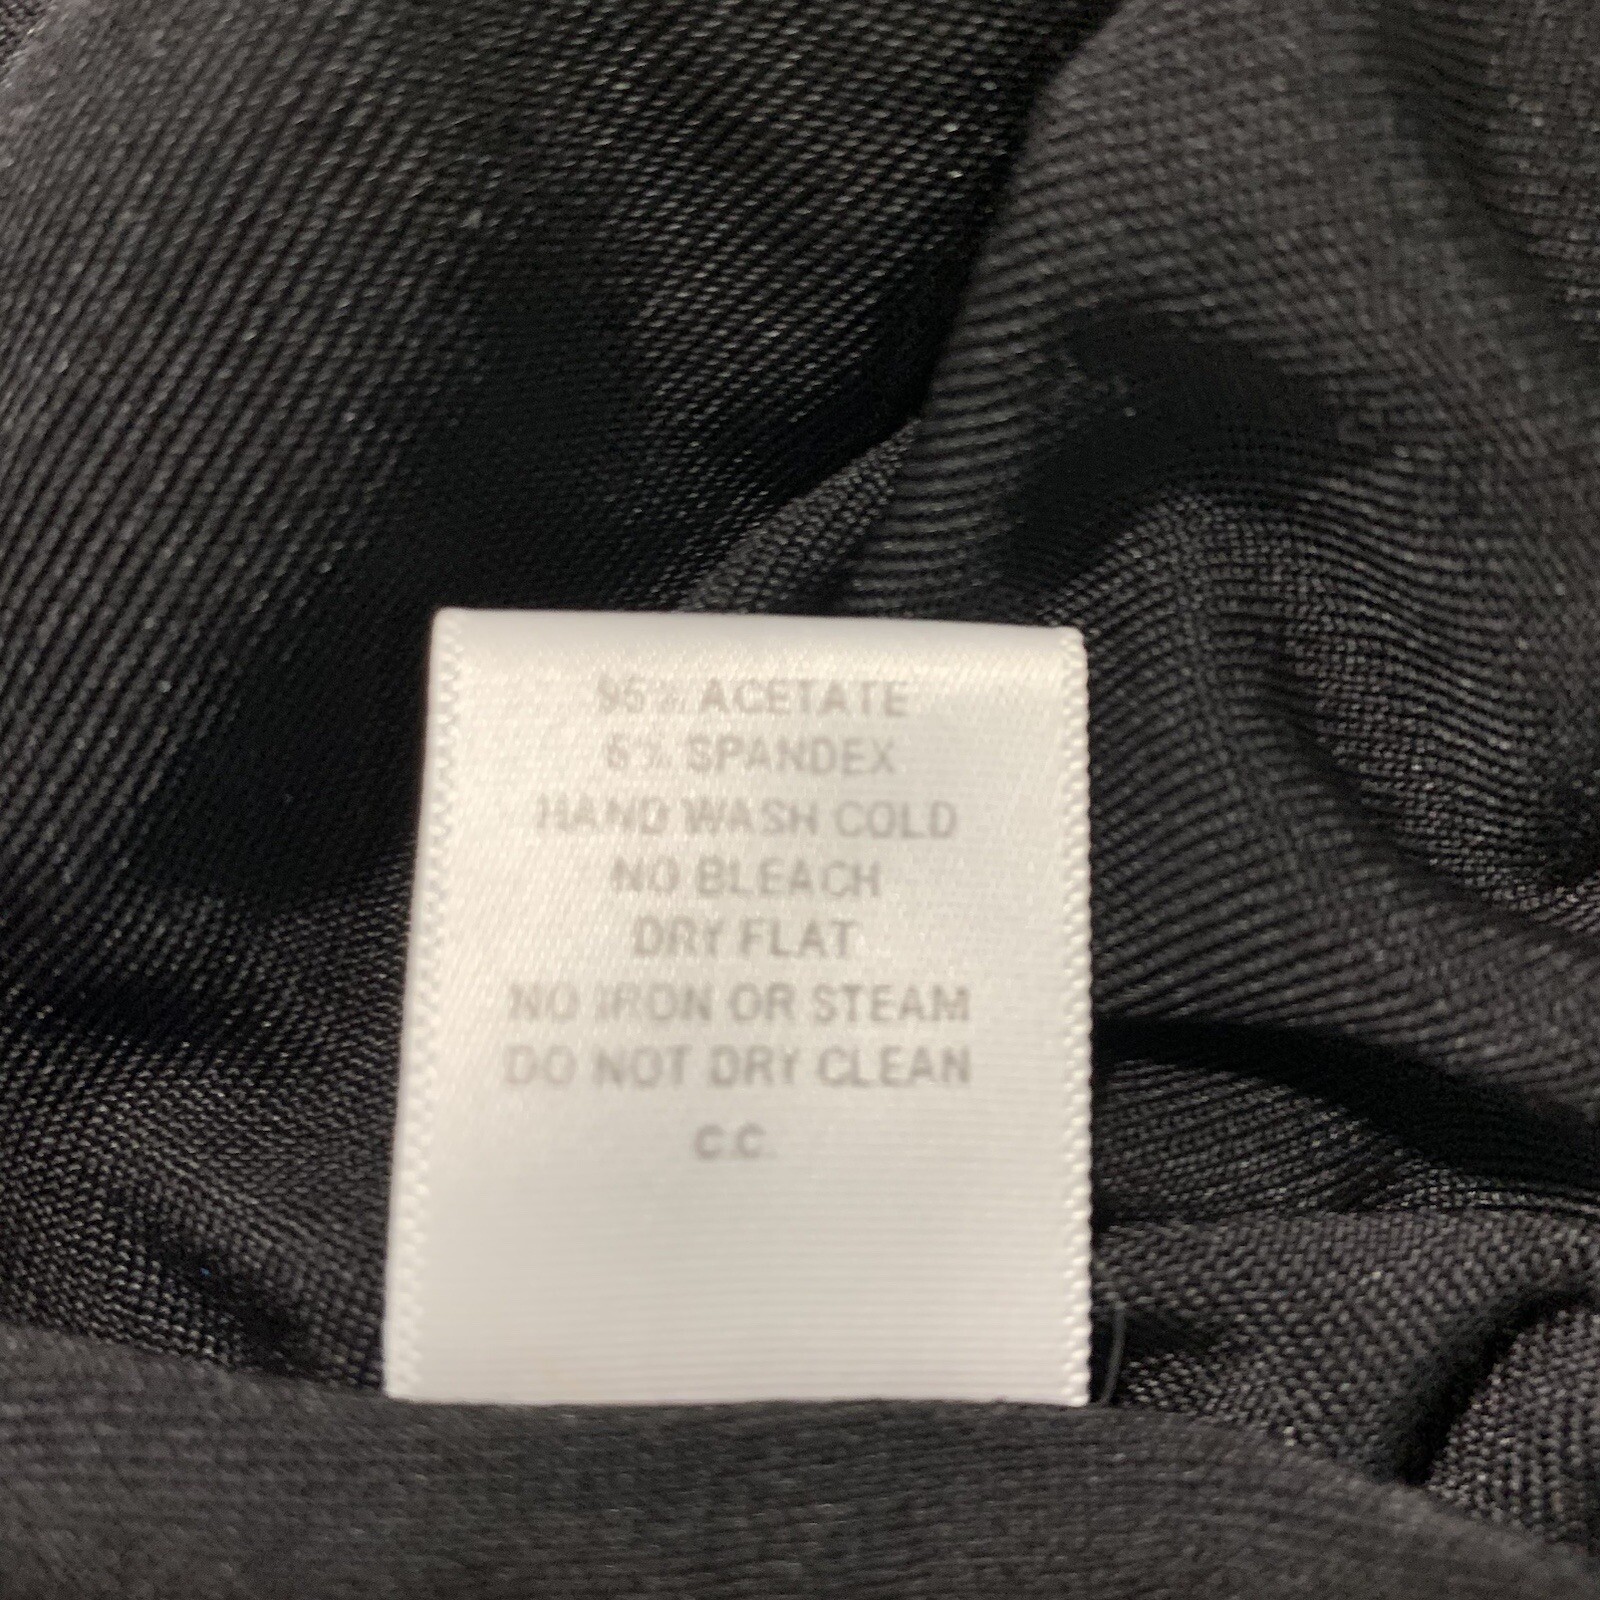 95% ACETATE
5% SPANDEX
HAND WASH COLD
NO BLEACH
DRY FLAT
NO IRON OR STEAM
DO NOT DRY CLEAN
C.C.